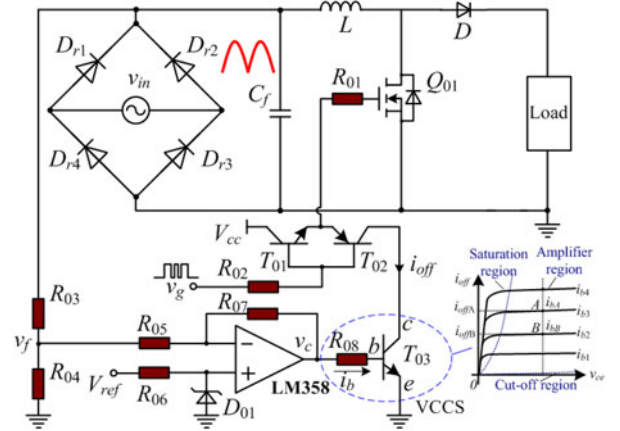 L
D
D_r1
D_r2
v_in
C_f
R_01
Q_01
Load
D_r4
D_r3
V_cc
T_01
T_02
i_off
v_g
R_02
R_03
R_07
v_f
R_05
v_c
R_08
b
c
T_03
R_04
V_ref
R_06
D_01
LM358
i_b
e
VCCS
Saturation region
Amplifier region
i_off
i_b4
i_offA
A
i_bA
i_b3
i_offB
B
i_bB
i_b2
i_b1
0
Cut-off region
v_ce
−
+